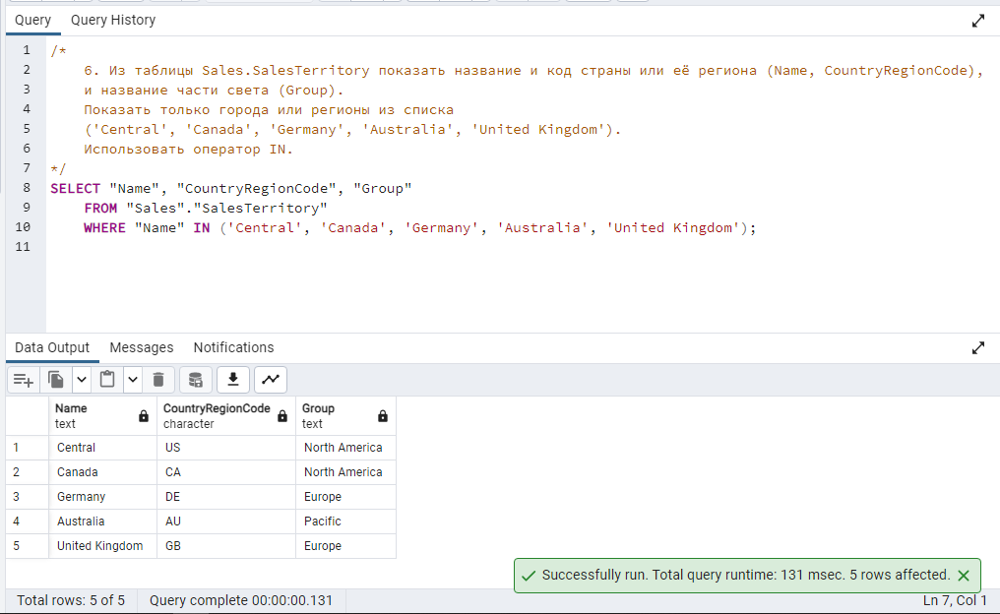 Query Query History
1 /*
2 6. Из таблицы Sales.SalesTerritory показать название и код страны или её региона (Name, CountryRegionCode),
3 и название части света (Group).
4 Показать только города или регионы из списка
5 ('Central', 'Canada', 'Germany', 'Australia', 'United Kingdom').
6 Использовать оператор IN.
7 */
8 SELECT "Name", "CountryRegionCode", "Group"
9 FROM "Sales"."SalesTerritory"
10 WHERE "Name" IN ('Central', 'Canada', 'Germany', 'Australia', 'United Kingdom');
11
Data Output Messages Notifications
Name CountryRegionCode Group
text character text
1 Central US North America
2 Canada CA North America
3 Germany DE Europe
4 Australia AU Pacific
5 United Kingdom GB Europe
Successfully run. Total query runtime: 131 msec. 5 rows affected.
Total rows: 5 of 5 Query complete 00:00:00.131 Ln 7, Col 1